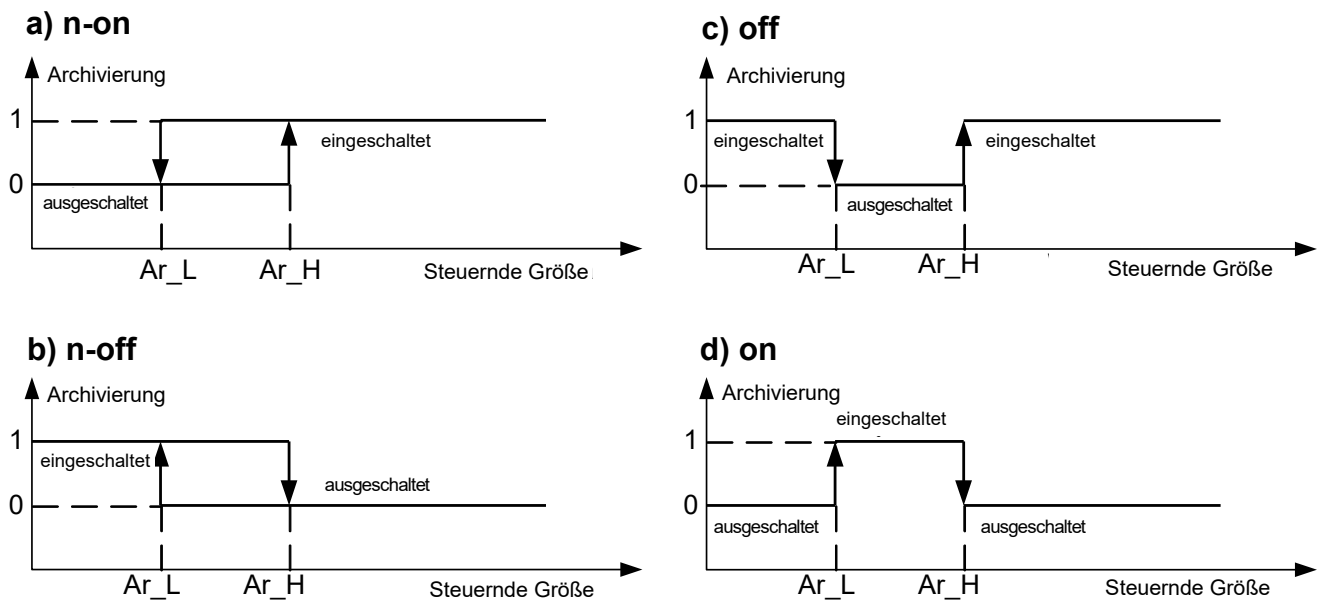 a) n-on
Archivierung
1
eingeschaltet
0
ausgeschaltet
Ar_L
Ar_H
Steuernde Größe
c) off
Archivierung
1
eingeschaltet
eingeschaltet
0
ausgeschaltet
Ar_L
Ar_H
Steuernde Größe
b) n-off
Archivierung
1
eingeschaltet
ausgeschaltet
0
Ar_L
Ar_H
Steuernde Größe
d) on
Archivierung
eingeschaltet
1
0
ausgeschaltet
ausgeschaltet
Ar_L
Ar_H
Steuernde Größe